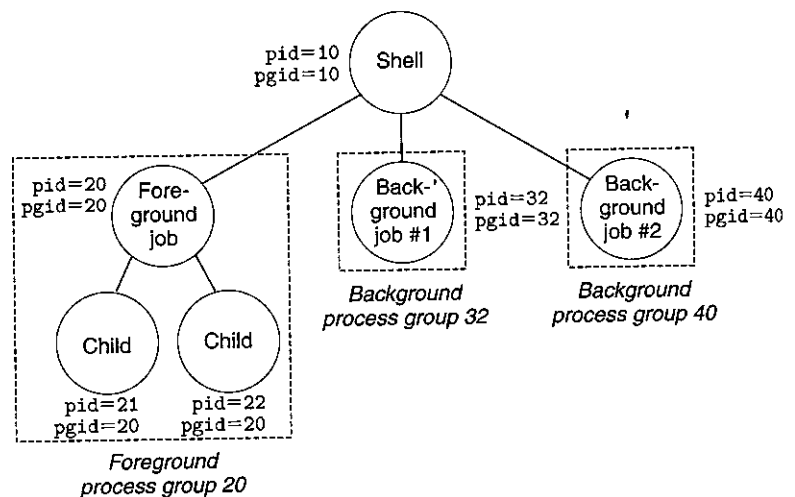 pid=10
pgid=10
Shell
pid=20
pgid=20
Fore-
ground
job
Back-
ground
job #1
pid=32
pgid=32
Back-
ground
job #2
pid=40
pgid=40
Background
process group 32
Background
process group 40
Child
Child
pid=21
pgid=20
pid=22
pgid=20
Foreground
process group 20